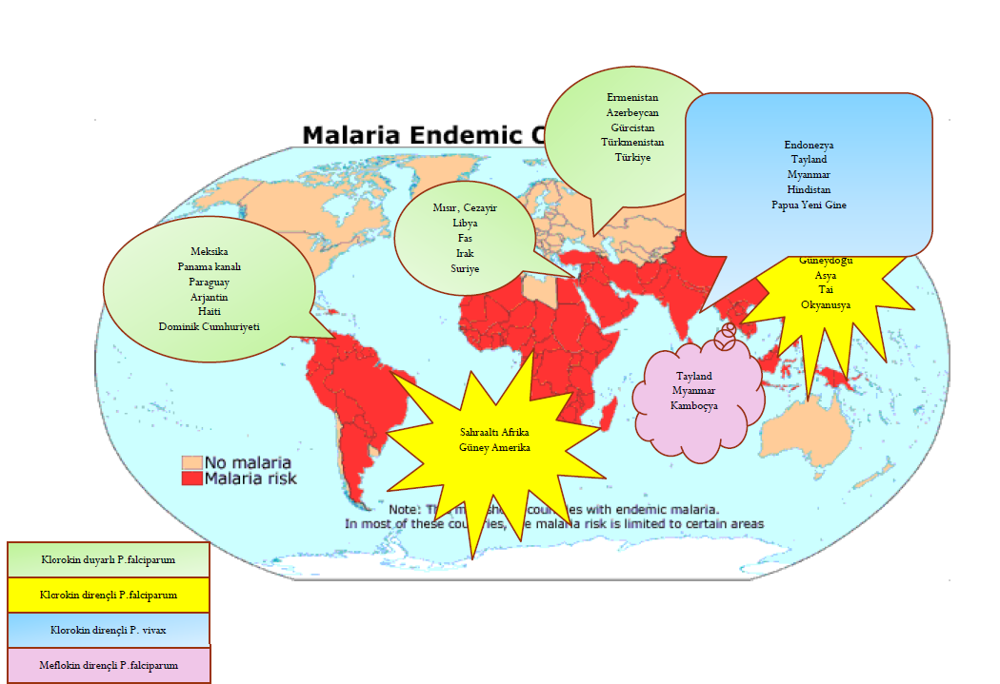 Malaria Endemic C
Ermenistan
Azerbeycan
Gürcistan
Türkmenistan
Türkiye
Endonezya
Tayland
Myanmar
Hindistan
Papua Yeni Gine
Mısır, Cezayir
Libya
Fas
Irak
Suriye
Meksika
Panama kanalı
Paraguay
Arjantin
Haiti
Dominik Cumhuriyeti
Güneydoğu
Asya
Tai
Okyanusya
Tayland
Myanmar
Kamboçya
Sahraaltı Afrika
Güney Amerika
No malaria
Malaria risk
Note: with endemic malaria.
In most of these malaria risk is limited to certain areas
Klorokin duyarlı P.falciparum
Klorokin dirençli P.falciparum
Klorokin dirençli P. vivax
Meflokin dirençli P.falciparum